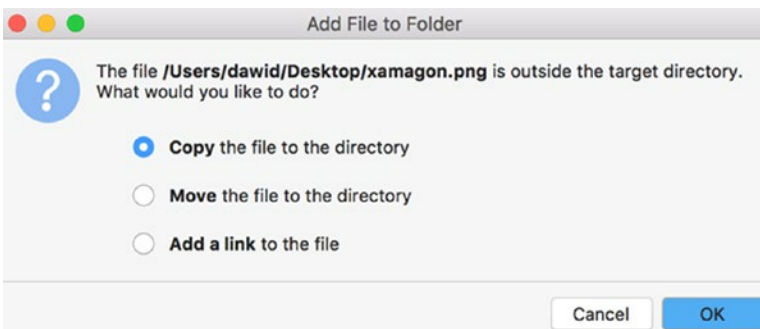 Add File to Folder
The file /Users/dawid/Desktop/xamagon.png is outside the target directory.
What would you like to do?
Copy the file to the directory
Move the file to the directory
Add a link to the file
Cancel
OK